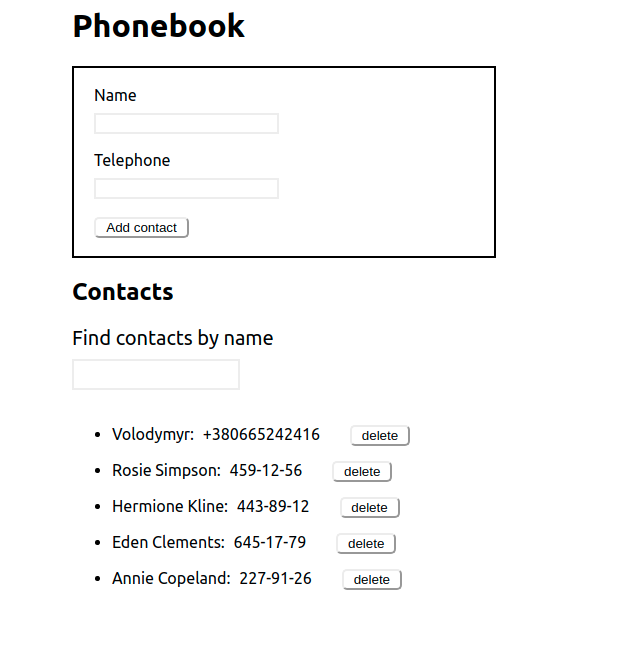 Phonebook
Name
Telephone
Add contact
Contacts
Find contacts by name
Volodymyr: +380665242416 delete
Rosie Simpson: 459-12-56 delete
Hermione Kline: 443-89-12 delete
Eden Clements: 645-17-79 delete
Annie Copeland: 227-91-26 delete